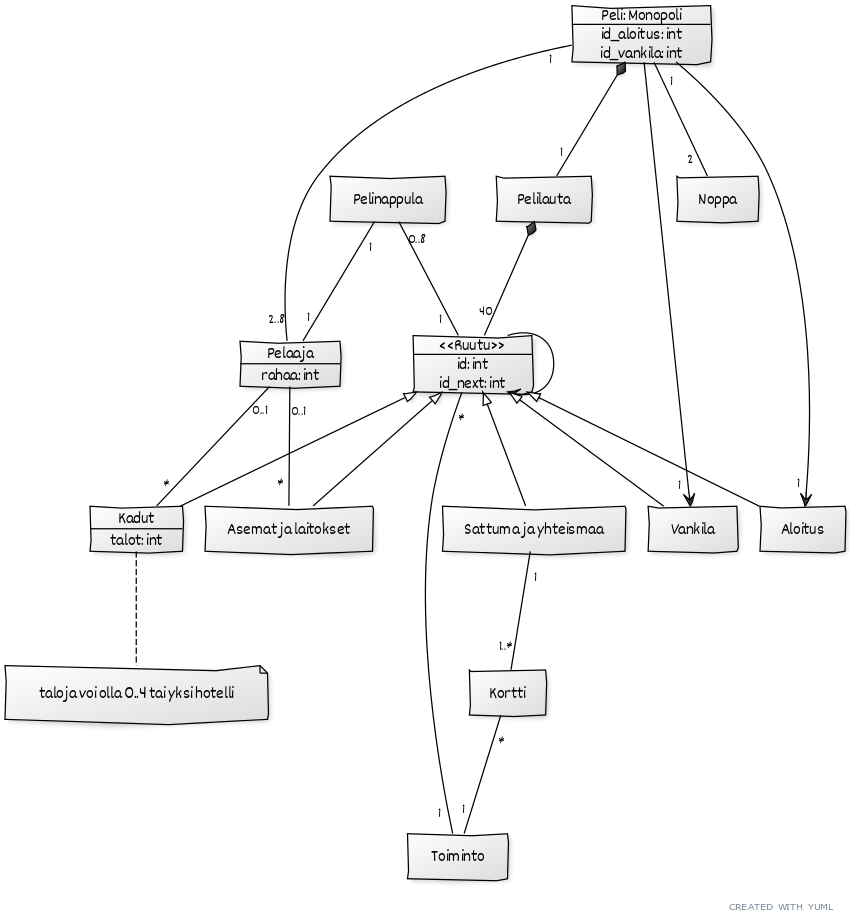 Peli: Monopoli
id_aloitus: int
id_vankila: int
1
1
1
2
Pelinappula
Pelilauta
Noppa
1
0..8
2..8
1
1
40
Pelaaja
rahaa: int
<<Ruutu>>
id: int
id_next: int
0..1
0..1
*
*
*
1
1
Kadut
talot: int
Asemat ja laitokset
Sattuma ja yhteismaa
Vankila
Aloitus
1
1..*
taloja voi olla 0..4 tai yksi hotelli
Kortti
*
1
1
Toiminto
CREATED WITH YUML